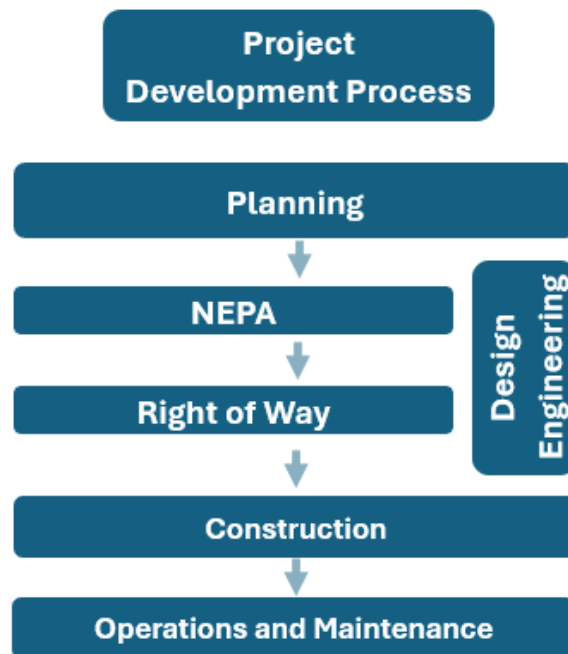 Project
Development Process
Planning
NEPA
Right of Way
Design
Engineering
Construction
Operations and Maintenance